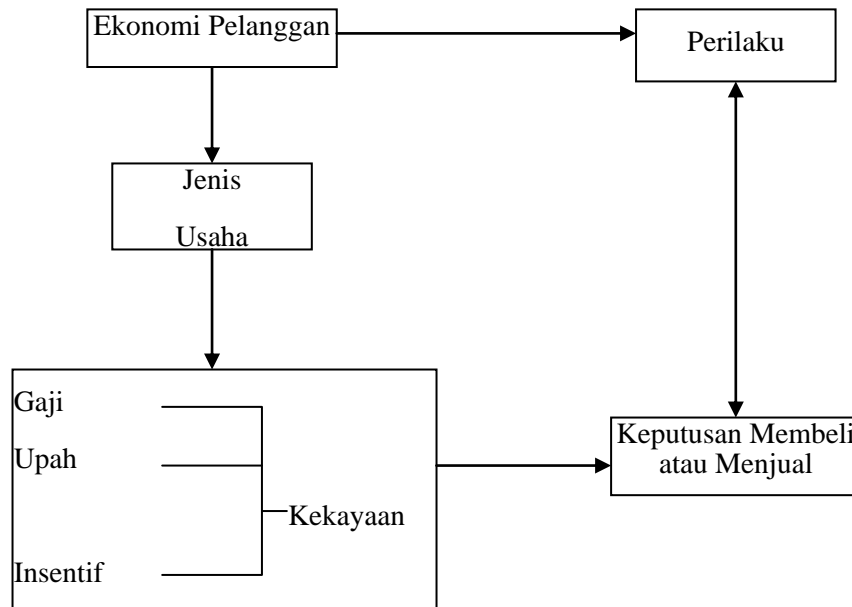 Ekonomi Pelanggan
Perilaku
Jenis
Usaha
Gaji
Upah
Kekayaan
Insentif
Keputusan Membeli
atau Menjual